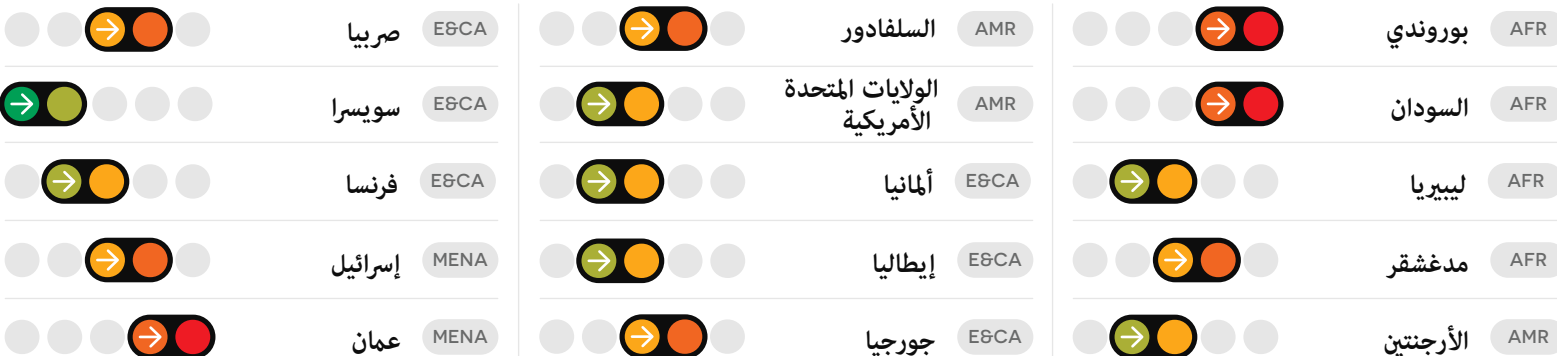 AFR بوروندي
AFR السودان
AFR ليبيريا
AFR مدغشقر
AMR الأرجنتين
AMR السلفادور
AMR الولايات المتحدة
الأمريكية
E&CA ألمانيا
E&CA إيطاليا
E&CA جورجيا
E&CA صربيا
E&CA سويسرا
E&CA فرنسا
MENA إسرائيل
MENA عمان